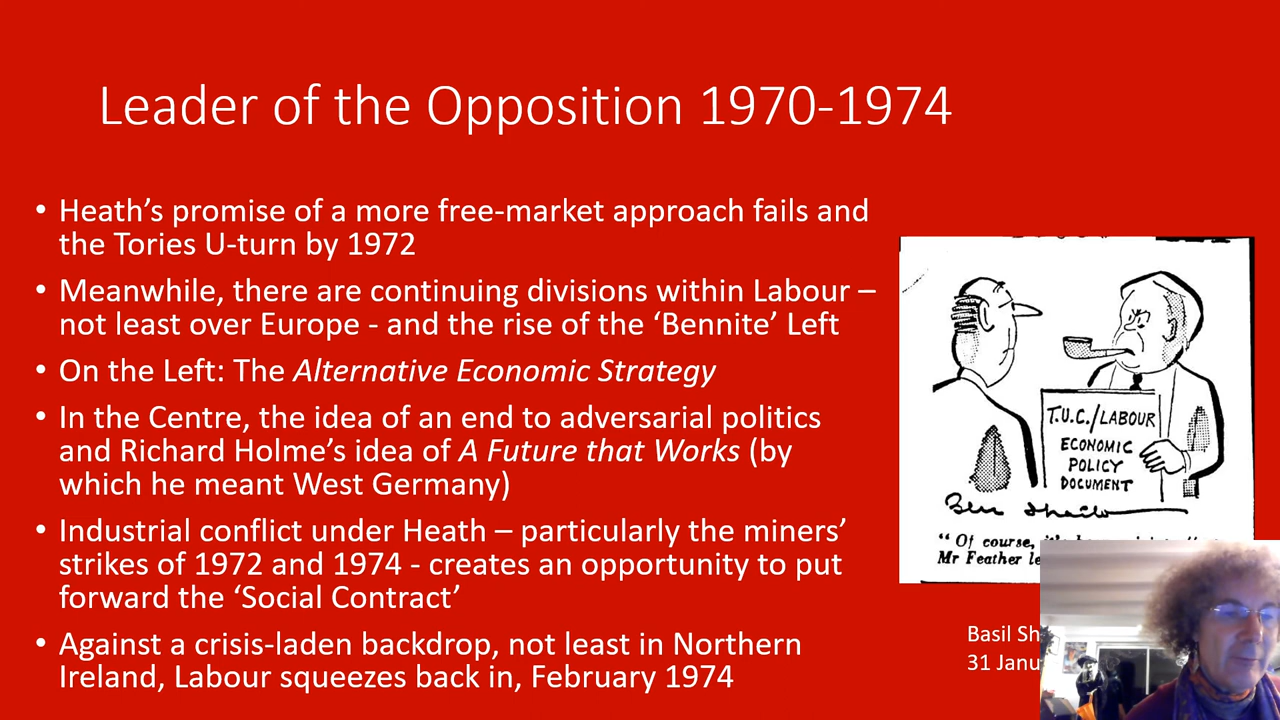 Leader of the Opposition 1970-1974
• Heath’s promise of a more free-market approach fails and
the Tories U-turn by 1972
• Meanwhile, there are continuing divisions within Labour –
not least over Europe - and the rise of the ‘Bennite’ Left
• On the Left: The Alternative Economic Strategy
• In the Centre, the idea of an end to adversarial politics
and Richard Holme’s idea of A Future that Works (by
which he meant West Germany)
• Industrial conflict under Heath – particularly the miners’
strikes of 1972 and 1974 - creates an opportunity to put
forward the ‘Social Contract’
• Against a crisis-laden backdrop, not least in Northern
Ireland, Labour squeezes back in, February 1974
T.U.C./LABOUR
ECONOMIC
POLICY
DOCUMENT
“Of course,
Mr Feather
Basil
31